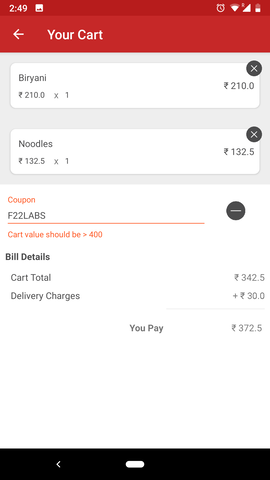 2:49
Your Cart
Biryani
₹ 210.0 x 1
₹ 210.0
Noodles
₹ 132.5 x 1
₹ 132.5
Coupon
F22LABS
Cart value should be > 400
Bill Details
Cart Total ₹ 342.5
Delivery Charges + ₹ 30.0
You Pay ₹ 372.5